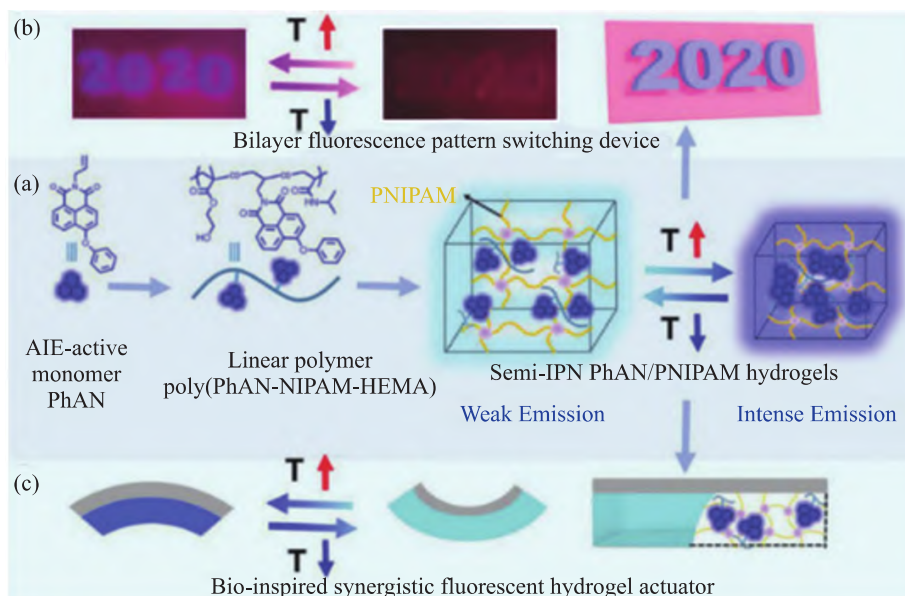 (b)
T
T
2020
2020
Bilayer fluorescence pattern switching device
(a)
PNIPAM
T
T
AIE-active
monomer
PhAN
Linear polymer
poly(PhAN-NIPAM-HEMA)
Semi-IPN PhAN/PNIPAM hydrogels
Weak Emission
Intense Emission
(c)
T
T
Bio-inspired synergistic fluorescent hydrogel actuator